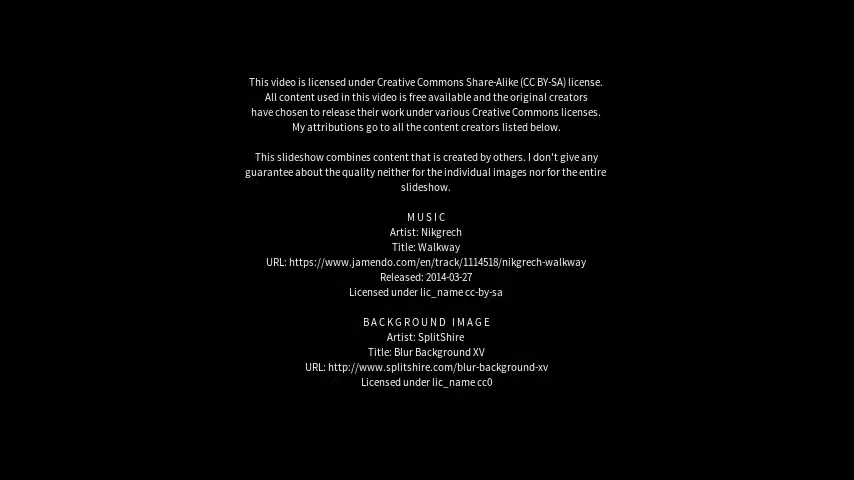 This video is licensed under Creative Commons Share-Alike (CC BY-SA) license.
All content used in this video is free available and the original creators
have chosen to release their work under various Creative Commons licenses.
My attributions go to all the content creators listed below.
This slideshow combines content that is created by others. I don't give any
guarantee about the quality neither for the individual images nor for the entire
slideshow.
MUSIC
Artist: Nikgrech
Title: Walkway
URL: https://www.jamendo.com/en/track/1114518/nikgrech-walkway
Released: 2014-03-27
Licensed under lic_name cc-by-sa
BACKGROUND IMAGE
Artist: SplitShire
Title: Blur Background XV
URL: http://www.splitshire.com/blur-background-xv
Licensed under lic_name cc0